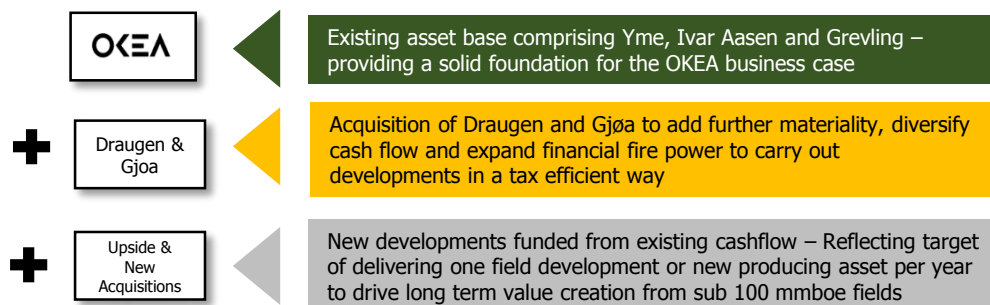 OKEA
Existing asset base comprising Yme, Ivar Aasen and Grevling –
providing a solid foundation for the OKEA business case
Draugen &
Gjoa
Acquisition of Draugen and Gjøa to add further materiality, diversify
cash flow and expand financial fire power to carry out
developments in a tax efficient way
Upside &
New
Acquisitions
New developments funded from existing cashflow – Reflecting target
of delivering one field development or new producing asset per year
to drive long term value creation from sub 100 mmboe fields